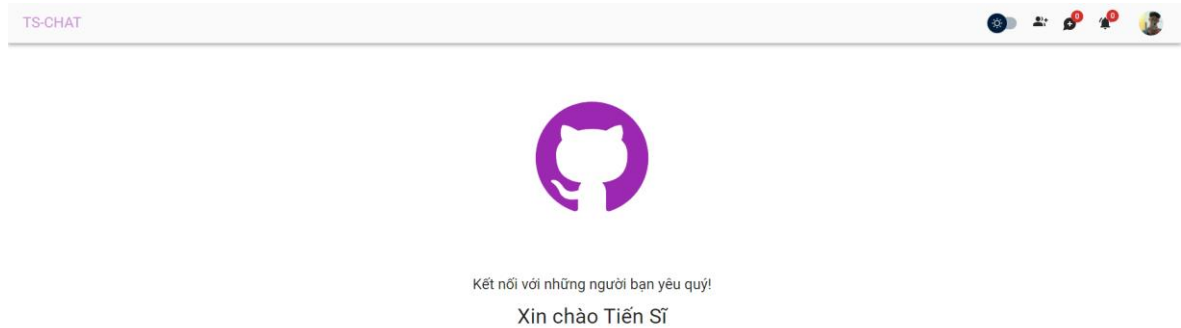 TS-CHAT
0
0
Kết nối với những người bạn yêu quý!
Xin chào Tiến Sĩ